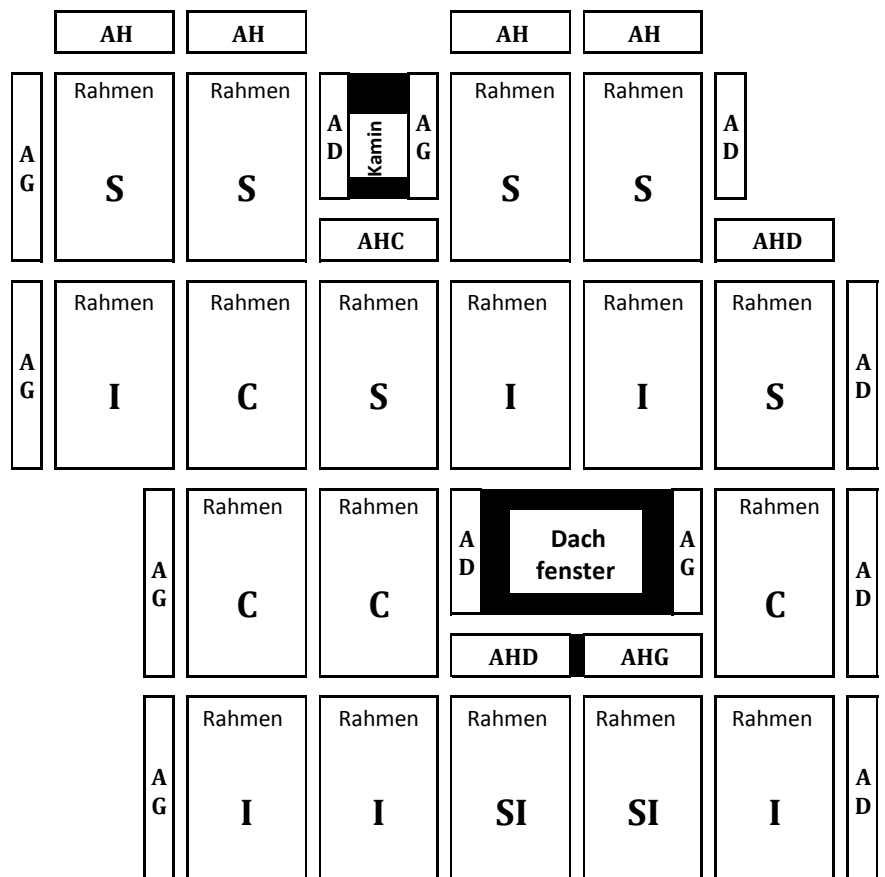 AH AH AH AH
Rahmen Rahmen Rahmen Rahmen
A G S S A D Kamin A G S S A D
AHC AHD
Rahmen Rahmen Rahmen Rahmen Rahmen Rahmen
A G I C S I I S A D
Rahmen Rahmen Rahmen
A G C C A D Dach A G C A D
fenster
AHD AHG
Rahmen Rahmen Rahmen Rahmen Rahmen
A G I I SI SI I A D